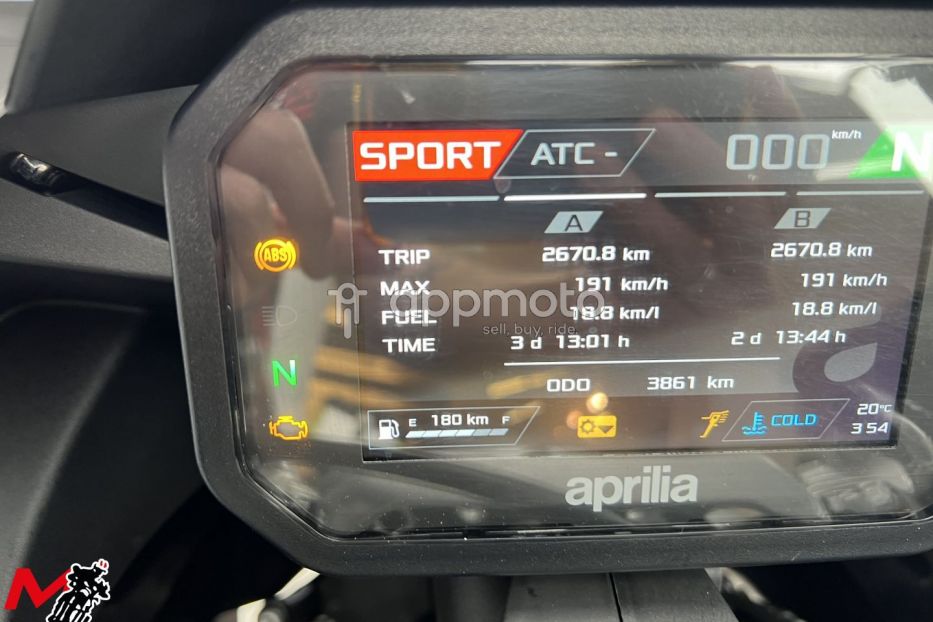 SPORT ATC - 000 km/h N
A B
TRIP 2670.8 km 2670.8 km
MAX 191 km/h 191 km/h
FUEL 18.8 km/l 18.8 km/l
TIME 3 d 13:01 h 2 d 13:44 h
ODO 3861 km
ABS
N
E 180 km F
COLD
20°C
3 54
aprilia
appmoto
sell. buy, ride.
M